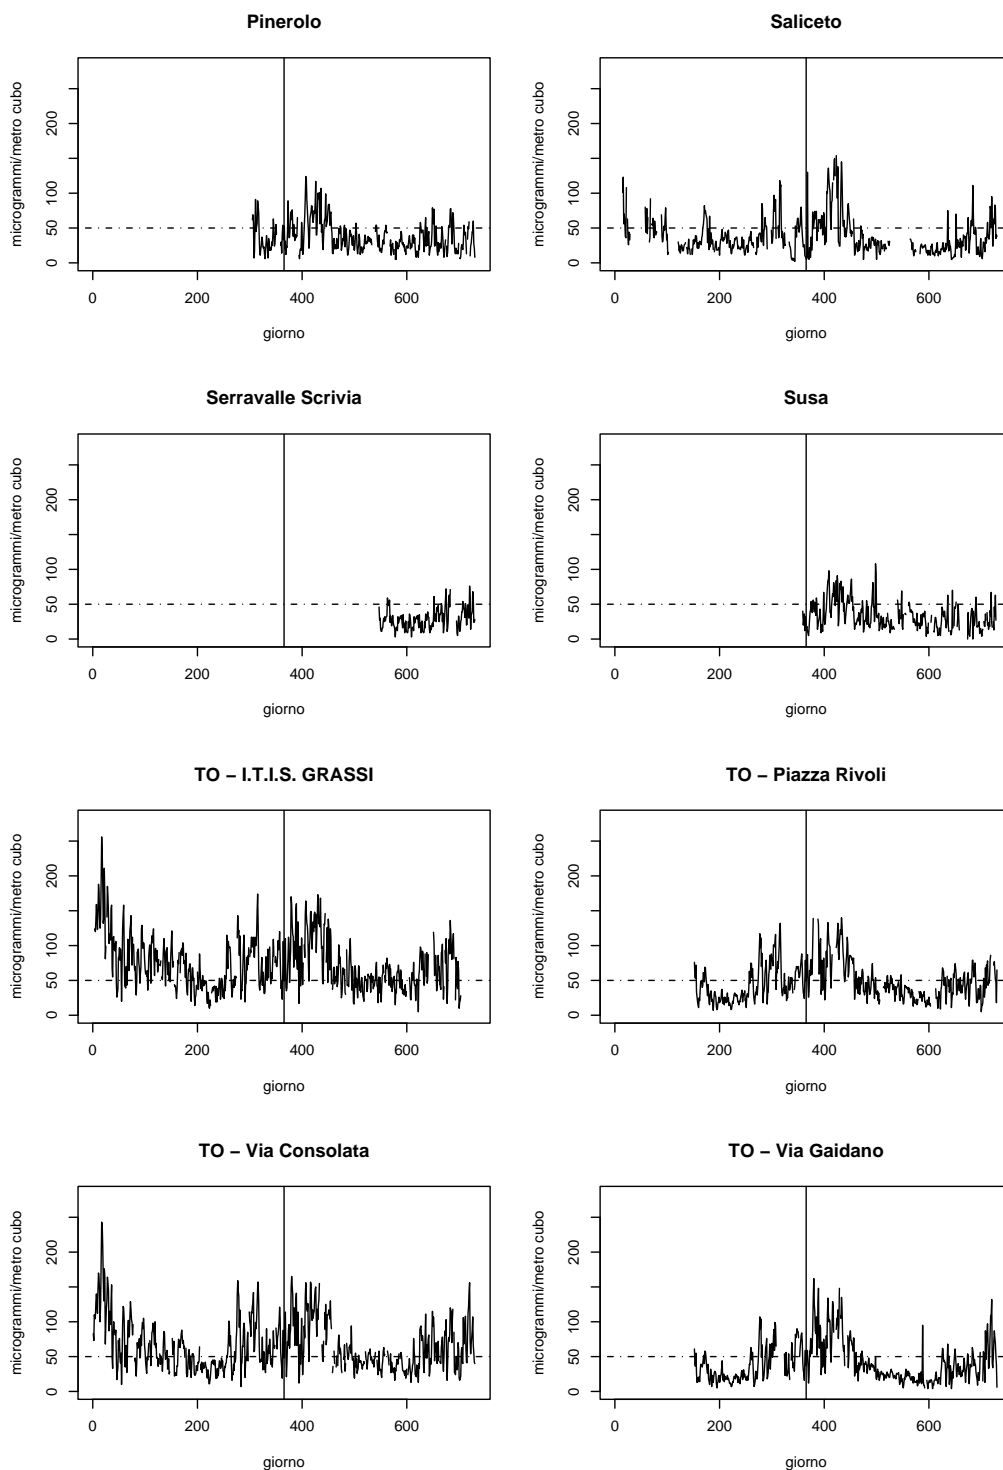 Pinerolo
microgrammi/metro cubo
0 50 100 200
0 200 400 600
giorno
Saliceto
microgrammi/metro cubo
0 50 100 200
0 200 400 600
giorno
Serravalle Scrivia
microgrammi/metro cubo
0 50 100 200
0 200 400 600
giorno
Susa
microgrammi/metro cubo
0 50 100 200
0 200 400 600
giorno
TO – I.T.I.S. GRASSI
microgrammi/metro cubo
0 50 100 200
0 200 400 600
giorno
TO – Piazza Rivoli
microgrammi/metro cubo
0 50 100 200
0 200 400 600
giorno
TO – Via Consolata
microgrammi/metro cubo
0 50 100 200
0 200 400 600
giorno
TO – Via Gaidano
microgrammi/metro cubo
0 50 100 200
0 200 400 600
giorno